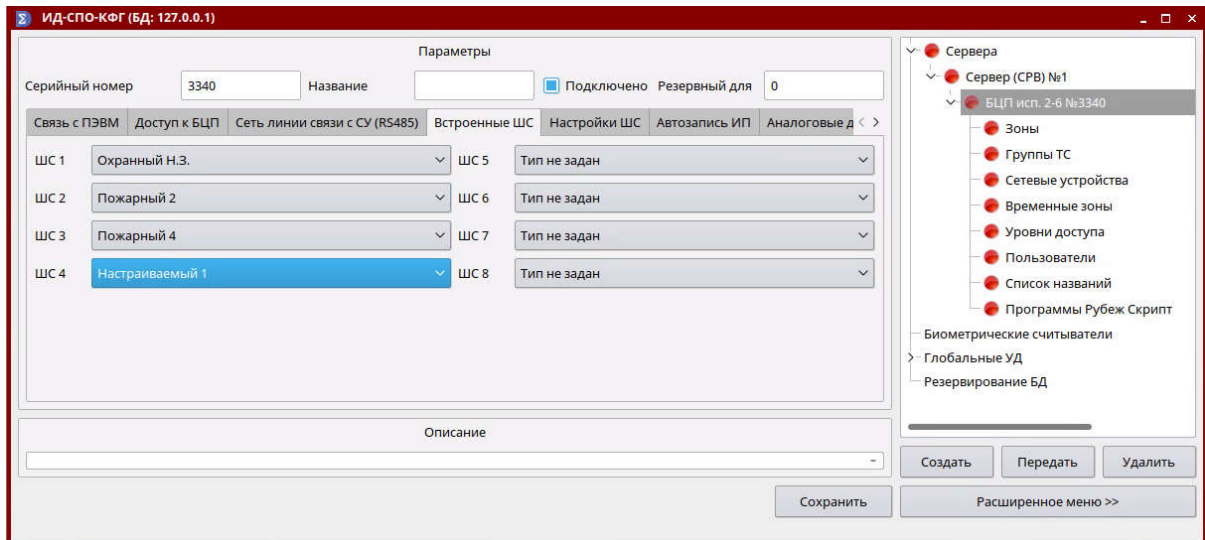 ИД-СПО-КФГ (БД: 127.0.0.1)
Параметры
Серийный номер 3340 Название Подключено Резервный для 0
Связь с ПЭВМ Доступ к БЦП Сеть линии связи с СУ (RS485) Встроенные ШС Настройки ШС Автозапись ИП Аналоговые д
ШС 1 Охранный Н.З. ШС 5 Тип не задан
ШС 2 Пожарный 2 ШС 6 Тип не задан
ШС 3 Пожарный 4 ШС 7 Тип не задан
ШС 4 Настраиваемый 1 ШС 8 Тип не задан
Описание
Сохранить
Сервера
Сервер (СРВ) №1
БЦП исп. 2-6 №3340
Зоны
Группы ТС
Сетевые устройства
Временные зоны
Уровни доступа
Пользователи
Список названий
Программы Рубеж Скрипт
Биометрические считыватели
Глобальные УД
Резервирование БД
Создать Передать Удалить
Расширенное меню >>